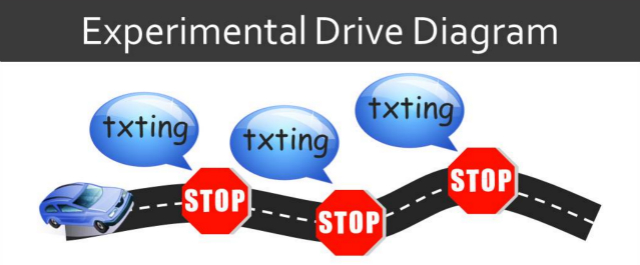 Experimental Drive Diagram
txting
txting
txting
STOP
STOP
STOP